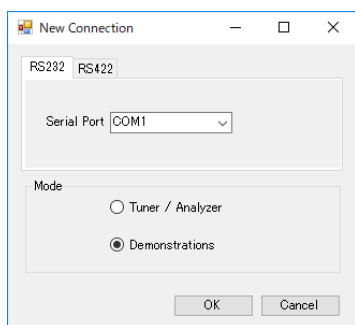 New Connection
RS232 RS422
Serial Port COM1
Mode
Tuner / Analyzer
Demonstrations
OK Cancel